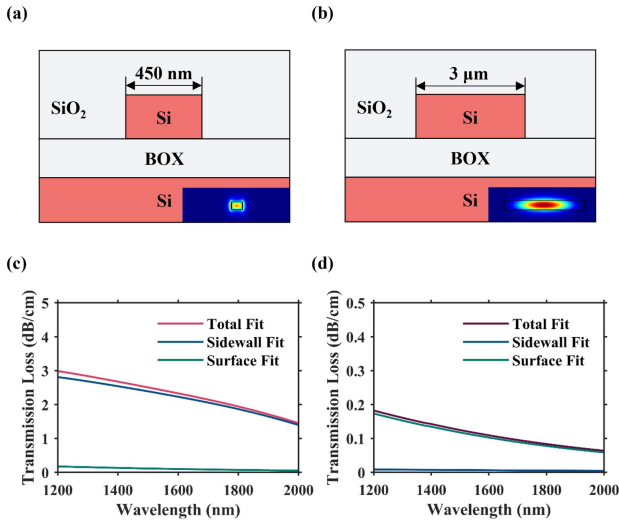 (a)
(b)
450 nm
SiO2
Si
BOX
Si
3 μm
SiO2
Si
BOX
Si
(c)
(d)
Transmission Loss (dB/cm)
5
4
3
2
1
0
Total Fit
Sidewall Fit
Surface Fit
1200 1400 1600 1800 2000
Wavelength (nm)
Transmission Loss (dB/cm)
0.5
0.4
0.3
0.2
0.1
0
Total Fit
Sidewall Fit
Surface Fit
1200 1400 1600 1800 2000
Wavelength (nm)